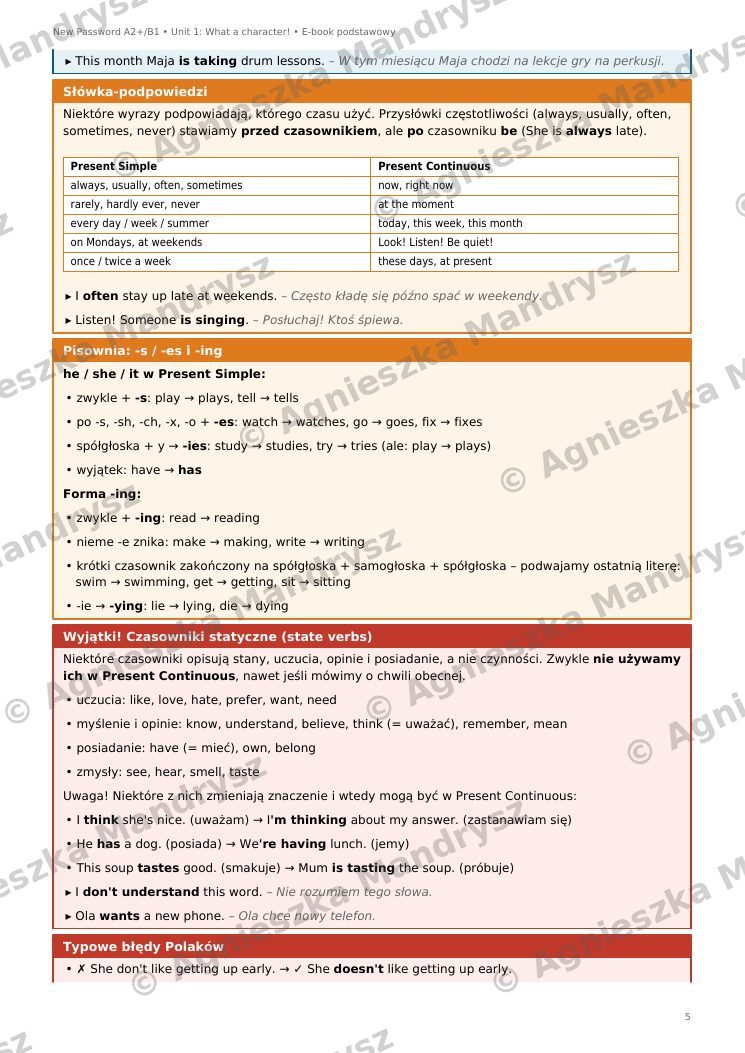 New Password A2+/B1 • Unit 1: What a character! • E-book podstawowy
▸ This month Maja is taking drum lessons. – W tym miesiącu Maja chodzi na lekcje gry na perkusji.
Słówka-podpowiedzi
Niektóre wyrazy podpowiadają, którego czasu użyć. Przysłówki częstotliwości (always, usually, often,
sometimes, never) stawiamy przed czasownikiem, ale po czasowniku be (She is always late).
Present Simple Present Continuous
always, usually, often, sometimes now, right now
rarely, hardly ever, never at the moment
every day / week / summer today, this week, this month
on Mondays, at weekends Look! Listen! Be quiet!
once / twice a week these days, at present
▸ I often stay up late at weekends. – Często kładę się późno spać w weekendy.
▸ Listen! Someone is singing. – Posłuchaj! Ktoś śpiewa.
Pisownia: -s / -es i -ing
he / she / it w Present Simple:
• zwykle + -s: play → plays, tell → tells
• po -s, -sh, -ch, -x, -o + -es: watch → watches, go → goes, fix → fixes
• spółgłoska + y → -ies: study → studies, try → tries (ale: play → plays)
• wyjątek: have → has
Forma -ing:
• zwykle + -ing: read → reading
• nieme -e znika: make → making, write → writing
• krótki czasownik zakończony na spółgłoska + samogłoska + spółgłoska – podwajamy ostatnią literę:
swim → swimming, get → getting, sit → sitting
• -ie → -ying: lie → lying, die → dying
Wyjątki! Czasowniki statyczne (state verbs)
Niektóre czasowniki opisują stany, uczucia, opinie i posiadanie, a nie czynności. Zwykle nie używamy
ich w Present Continuous, nawet jeśli mówimy o chwili obecnej.
• uczucia: like, love, hate, prefer, want, need
• myślenie i opinie: know, understand, believe, think (= uważać), remember, mean
• posiadanie: have (= mieć), own, belong
• zmysły: see, hear, smell, taste
Uwaga! Niektóre z nich zmieniają znaczenie i wtedy mogą być w Present Continuous:
• I think she's nice. (uważam) → I'm thinking about my answer. (zastanawiam się)
• He has a dog. (posiada) → We're having lunch. (jemy)
• This soup tastes good. (smakuje) → Mum is tasting the soup. (próbuje)
▸ I don't understand this word. – Nie rozumiem tego słowa.
▸ Ola wants a new phone. – Ola chce nowy telefon.
Typowe błędy Polaków
• ✗ She don't like getting up early. → ✓ She doesn't like getting up early.
5
© Agnieszka Mandrysz